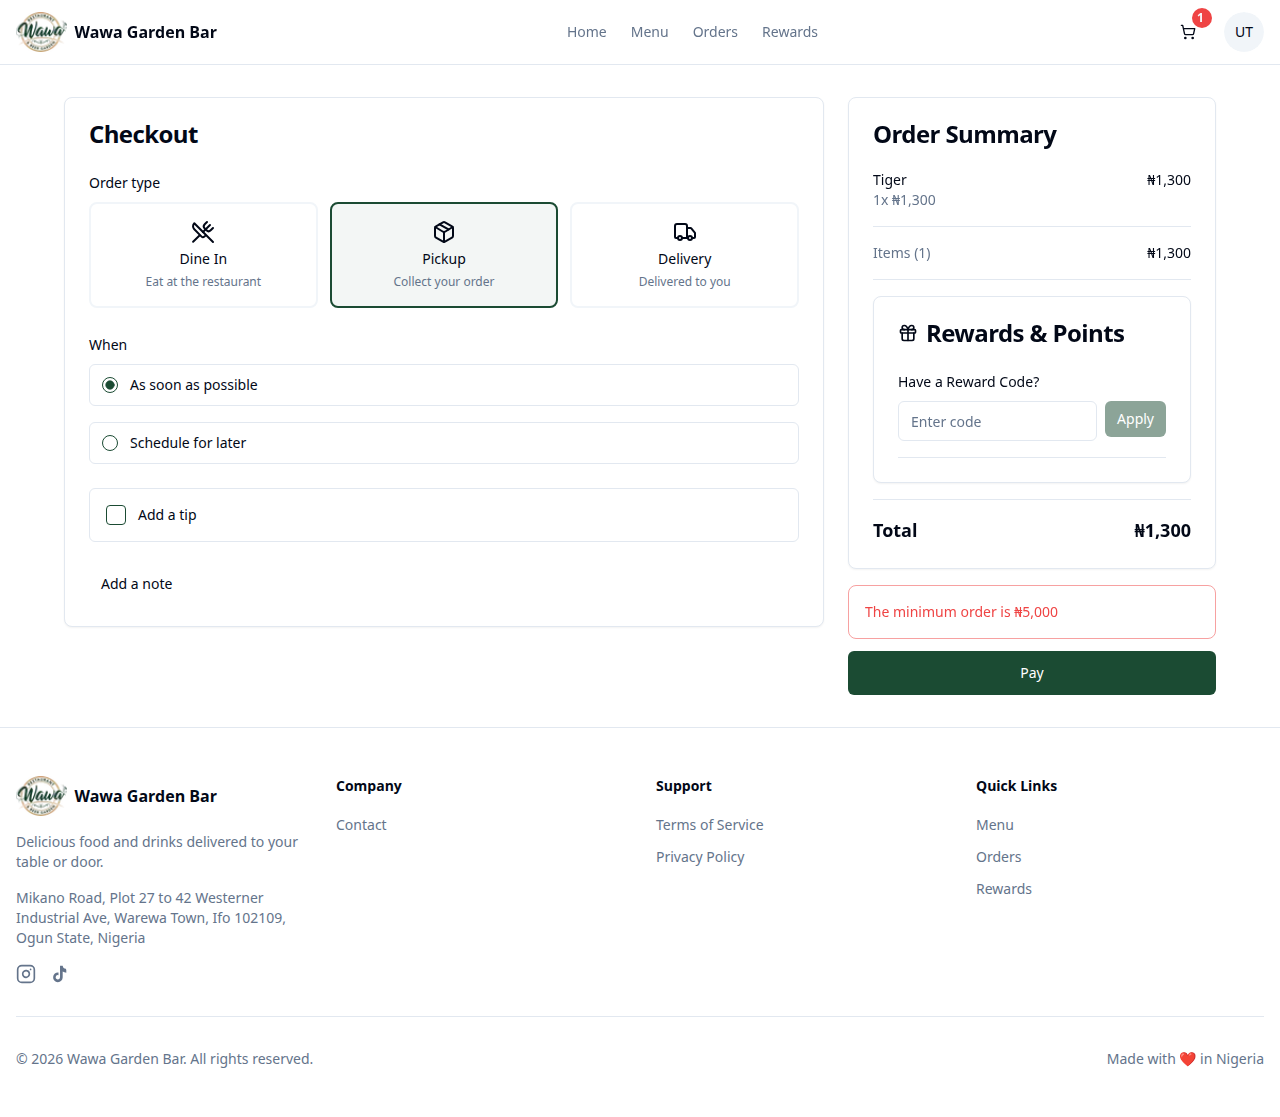 Wawa
Wawa Garden Bar
Home
Menu
Orders
Rewards
1
UT
Checkout
Order type
Dine In
Eat at the restaurant
Pickup
Collect your order
Delivery
Delivered to you
When
As soon as possible
Schedule for later
Add a tip
Add a note
Order Summary
Tiger ₦1,300
1x ₦1,300
Items (1) ₦1,300
Rewards & Points
Have a Reward Code?
Enter code
Apply
Total ₦1,300
The minimum order is ₦5,000
Pay
Wawa
Wawa Garden Bar
Delicious food and drinks delivered to your
table or door.
Mikano Road, Plot 27 to 42 Westerner
Industrial Ave, Warewa Town, Ifo 102109,
Ogun State, Nigeria
Company
Contact
Support
Terms of Service
Privacy Policy
Quick Links
Menu
Orders
Rewards
© 2026 Wawa Garden Bar. All rights reserved.
Made with ❤️ in Nigeria